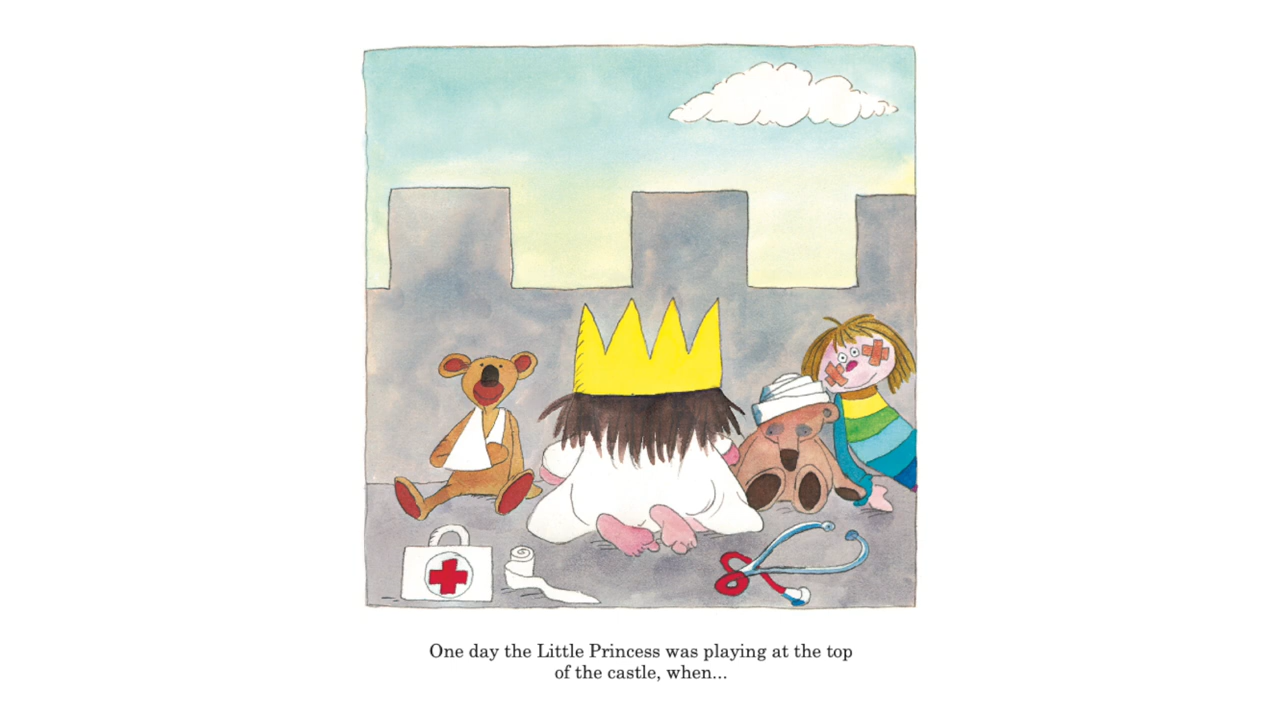 One day the Little Princess was playing at the top
of the castle, when...